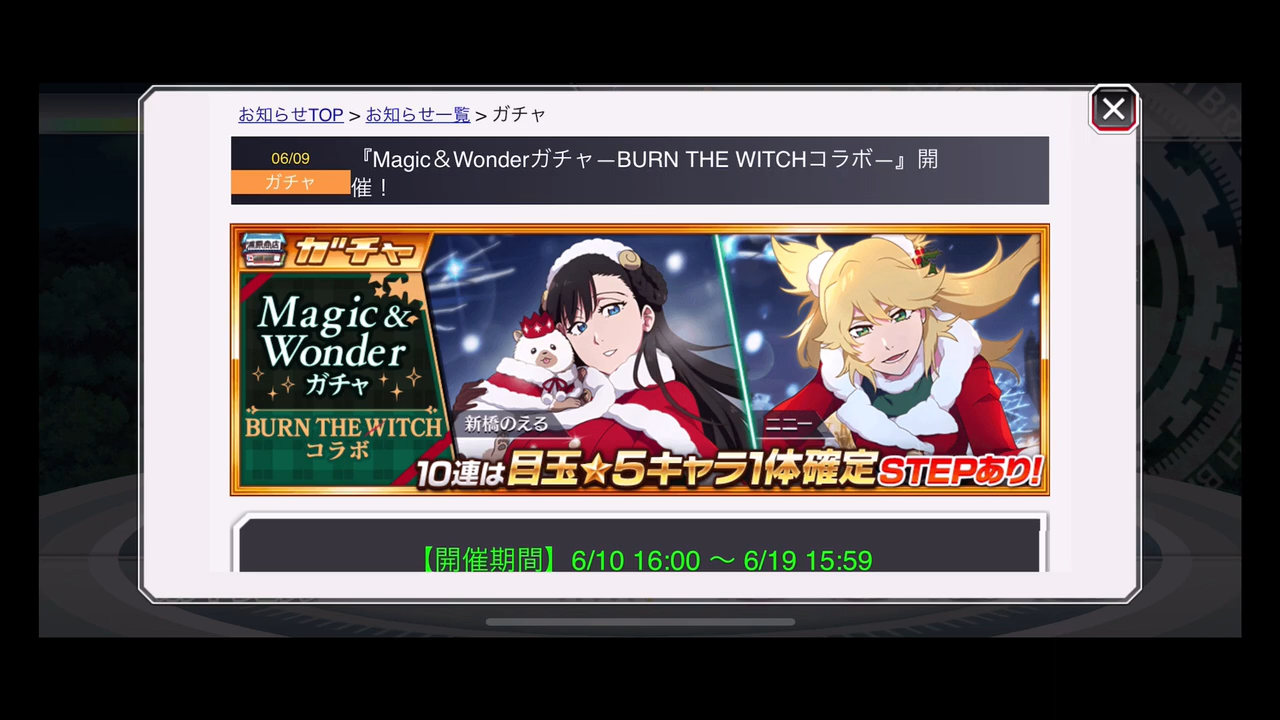 お知らせTOP > お知らせ一覧 > ガチャ
06/09
ガチャ
『Magic＆Wonderガチャ—BURN THE WITCHコラボ—』開
催！
浦原商店
ガチャ
Magic &
Wonder
ガチャ
BURN THE WITCH
コラボ
新橋のえる
ニニー
10連は目玉★5キャラ1体確定STEPあり!
【開催期間】6/10 16:00 〜 6/19 15:59